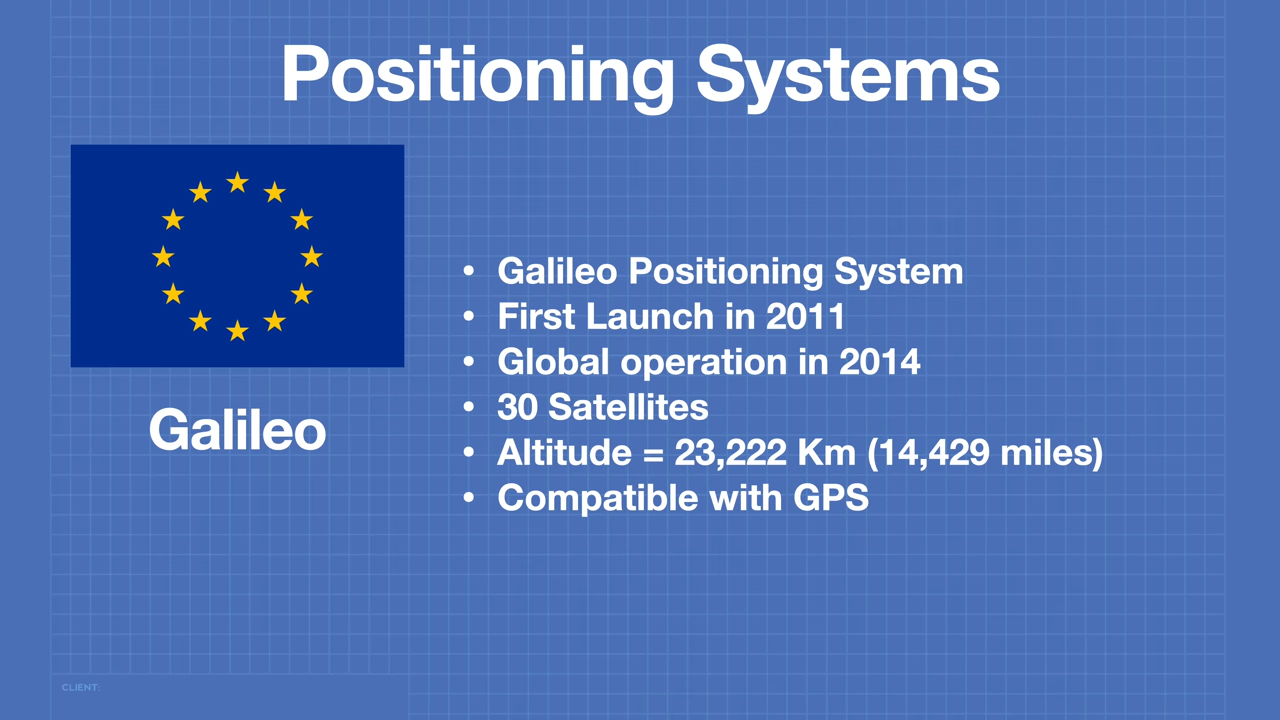 Positioning Systems
Galileo
• Galileo Positioning System
• First Launch in 2011
• Global operation in 2014
• 30 Satellites
• Altitude = 23,222 Km (14,429 miles)
• Compatible with GPS
CLIENT: